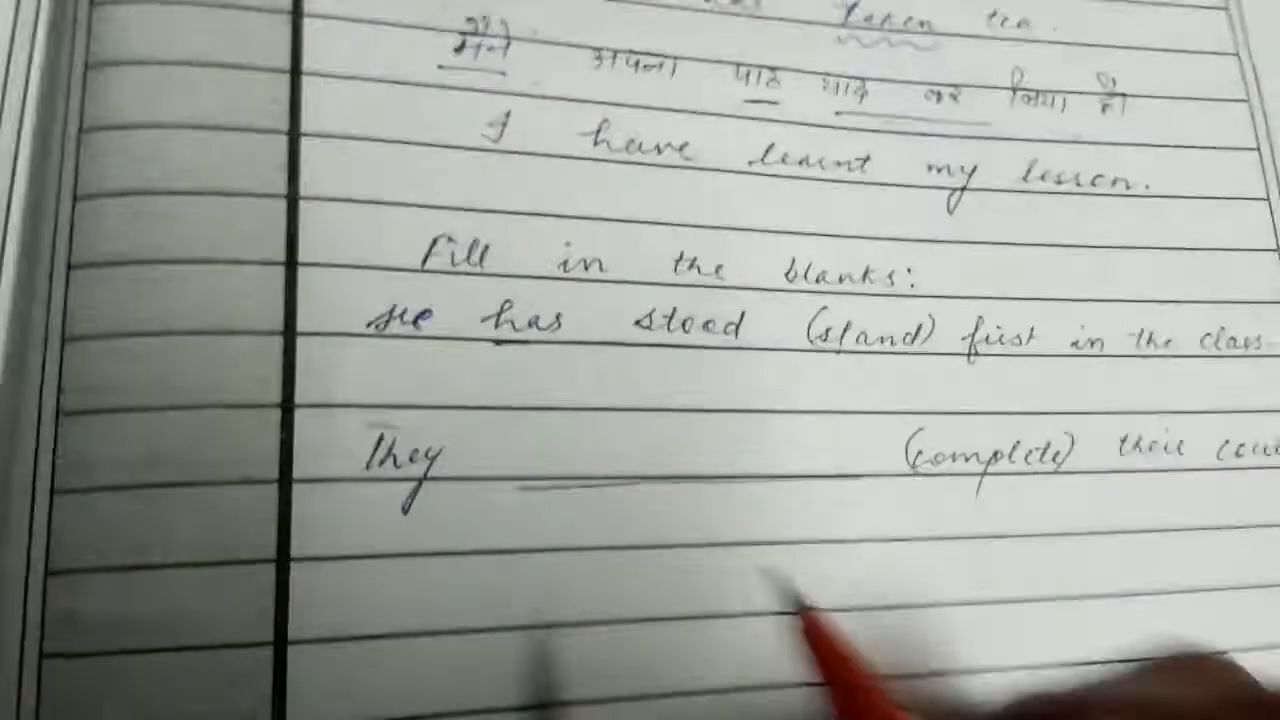 taken tea.
मैंने अपना पाठ याद कर लिया है।
I have learnt my lesson.
Fill in the blanks:
He has stood (stand) first in the class.
They ______ (complete) their